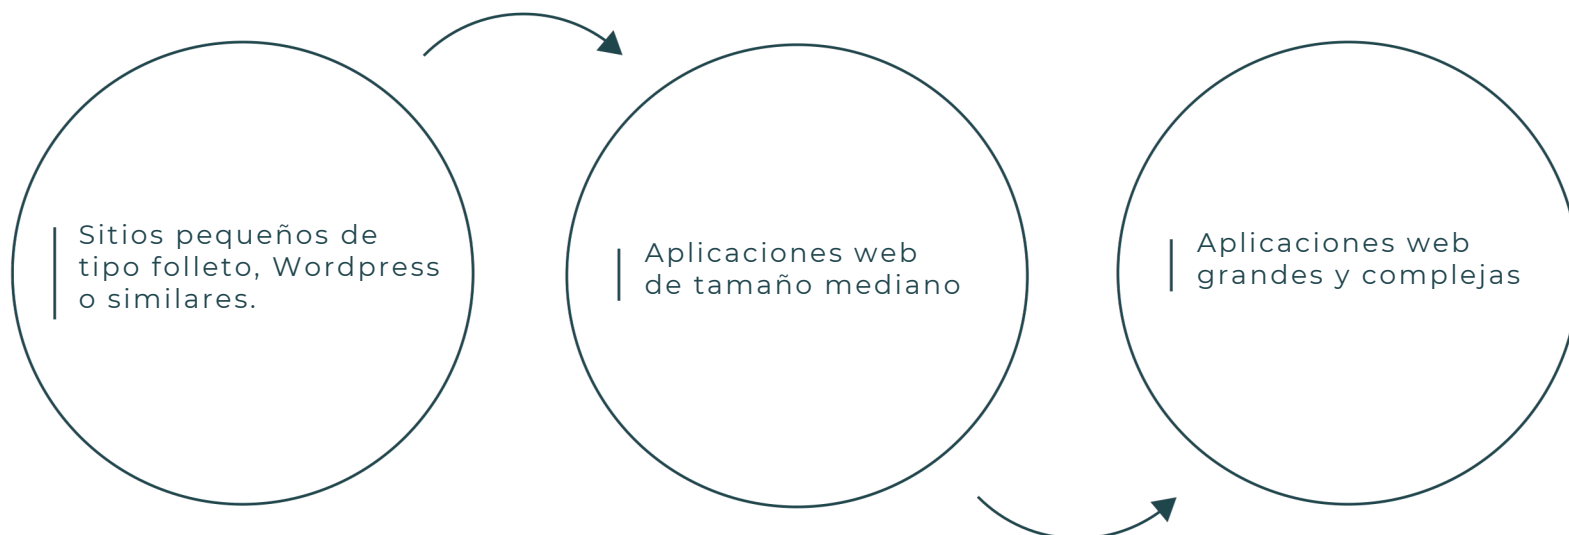 Sitios pequeños de
tipo folleto, Wordpress
o similares.
Aplicaciones web
de tamaño mediano
Aplicaciones web
grandes y complejas